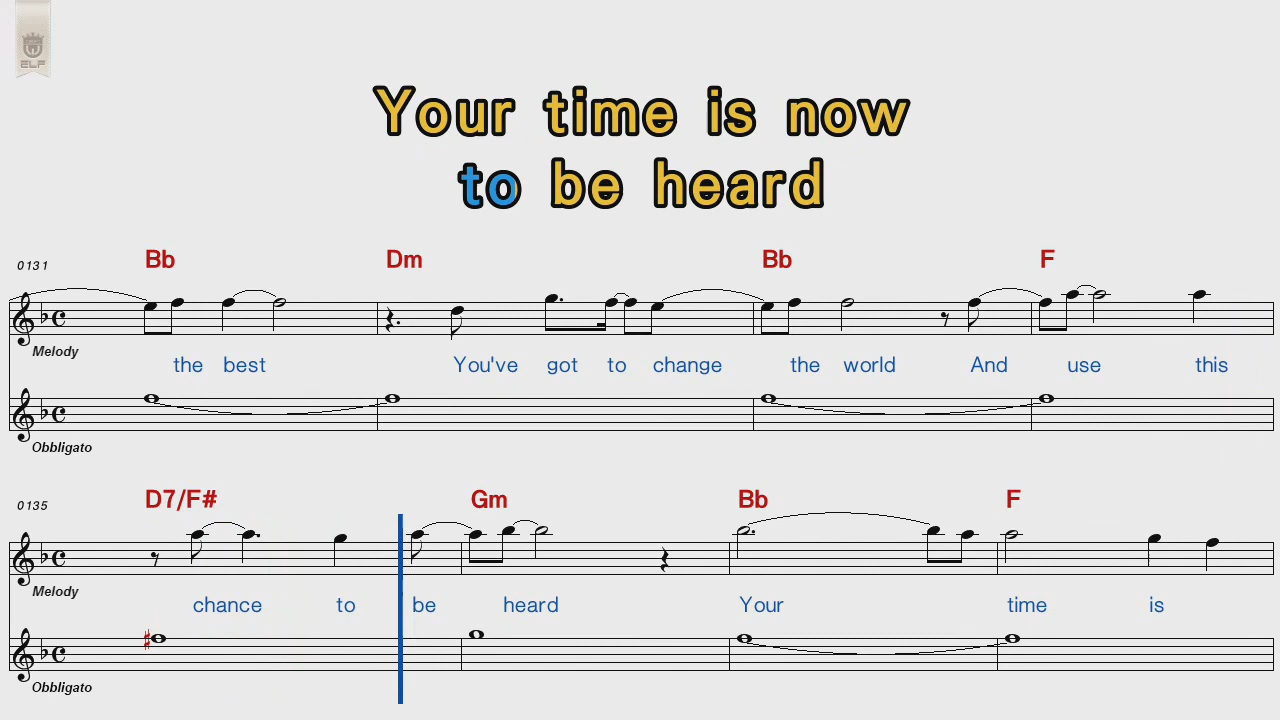 ELF
Your time is now
to be heard
0131 Bb Dm Bb F
Melody
the best You've got to change the world And use this
Obbligato
0135 D7/F# Gm Bb F
Melody
chance to be heard Your time is
Obbligato